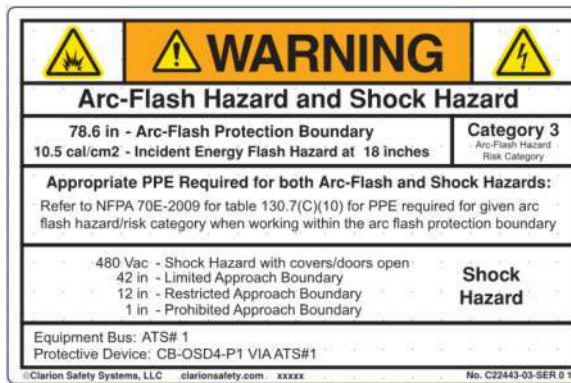 WARNING
Arc-Flash Hazard and Shock Hazard
78.6 in - Arc-Flash Protection Boundary
10.5 cal/cm2 - Incident Energy Flash Hazard at 18 inches
Category 3
Arc-Flash Hazard
Risk Category
Appropriate PPE Required for both Arc-Flash and Shock Hazards:
Refer to NFPA 70E-2009 for table 130.7(C)(10) for PPE required for given arc
flash hazard/risk category when working within the arc flash protection boundary
480 Vac - Shock Hazard with covers/doors open
42 in - Limited Approach Boundary
12 in - Restricted Approach Boundary
1 in - Prohibited Approach Boundary
Shock
Hazard
Equipment Bus: ATS# 1
Protective Device: CB-OSD4-P1 VIA ATS#1
©Clarion Safety Systems, LLC clarionsafety.com xxxxx No. C22443-03-SER 0 1